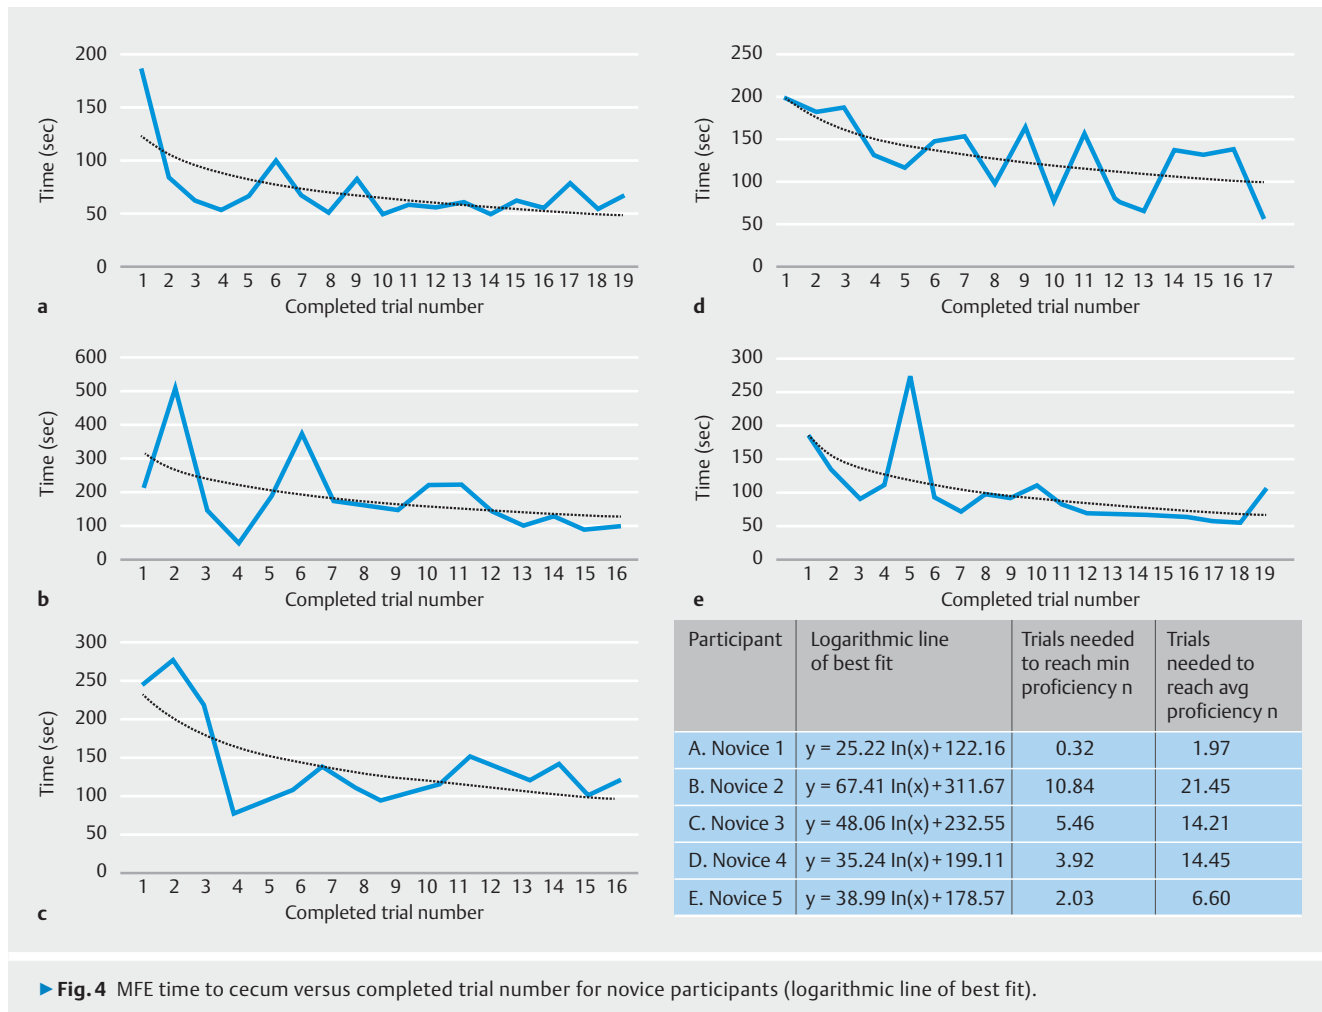 200
150
100
50
0
Time (sec)
1 2 3 4 5 6 7 8 9 10 11 12 13 14 15 16 17 18 19
Completed trial number
a
600
500
400
300
200
100
0
Time (sec)
1 2 3 4 5 6 7 8 9 10 11 12 13 14 15 16
Completed trial number
b
300
250
200
150
100
50
0
Time (sec)
1 2 3 4 5 6 7 8 9 10 11 12 13 14 15 16
Completed trial number
c
250
200
150
100
50
0
Time (sec)
1 2 3 4 5 6 7 8 9 10 11 12 13 14 15 16 17
Completed trial number
d
300
250
200
150
100
50
0
Time (sec)
1 2 3 4 5 6 7 8 9 10 11 12 13 14 15 16 17 18 19
Completed trial number
e
Participant Logarithmic line Trials needed Trials
of best fit to reach min needed to
proficiency n reach avg
proficiency n
A. Novice 1 y = 25.22 ln(x)+122.16 0.32 1.97
B. Novice 2 y = 67.41 ln(x)+311.67 10.84 21.45
C. Novice 3 y = 48.06 ln(x)+232.55 5.46 14.21
D. Novice 4 y = 35.24 ln(x)+199.11 3.92 14.45
E. Novice 5 y = 38.99 ln(x)+178.57 2.03 6.60
▶ Fig. 4 MFE time to cecum versus completed trial number for novice participants (logarithmic line of best fit).